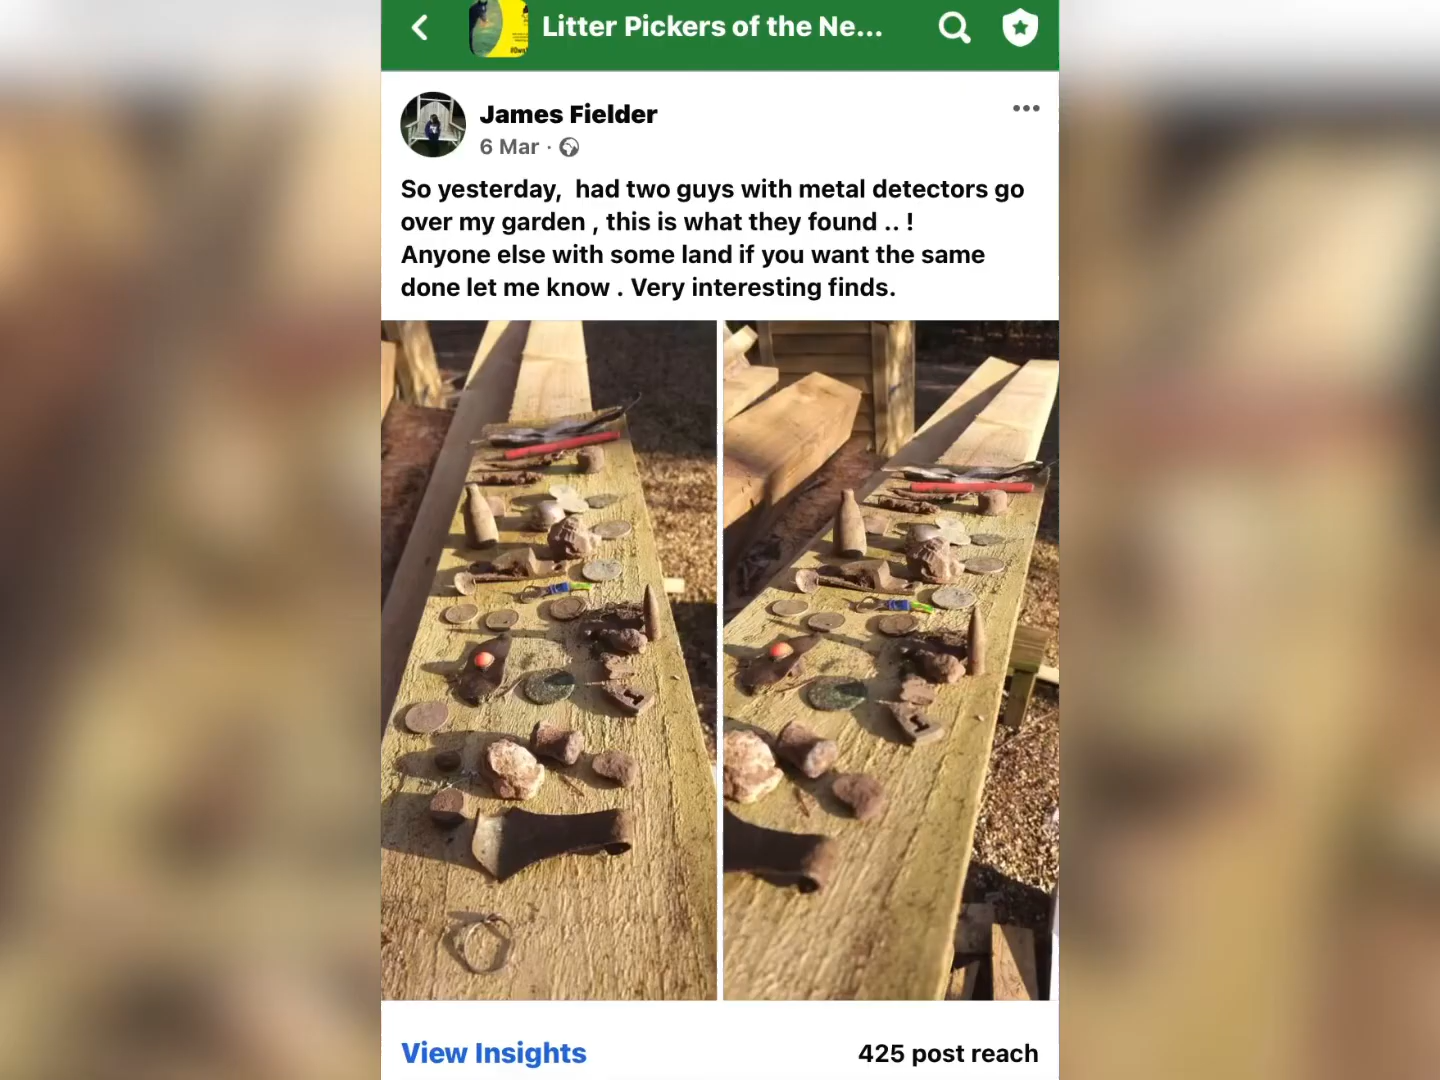 Litter Pickers of the Ne...
James Fielder
6 Mar ·
So yesterday, had two guys with metal detectors go
over my garden , this is what they found .. !
Anyone else with some land if you want the same
done let me know . Very interesting finds.
View Insights
425 post reach